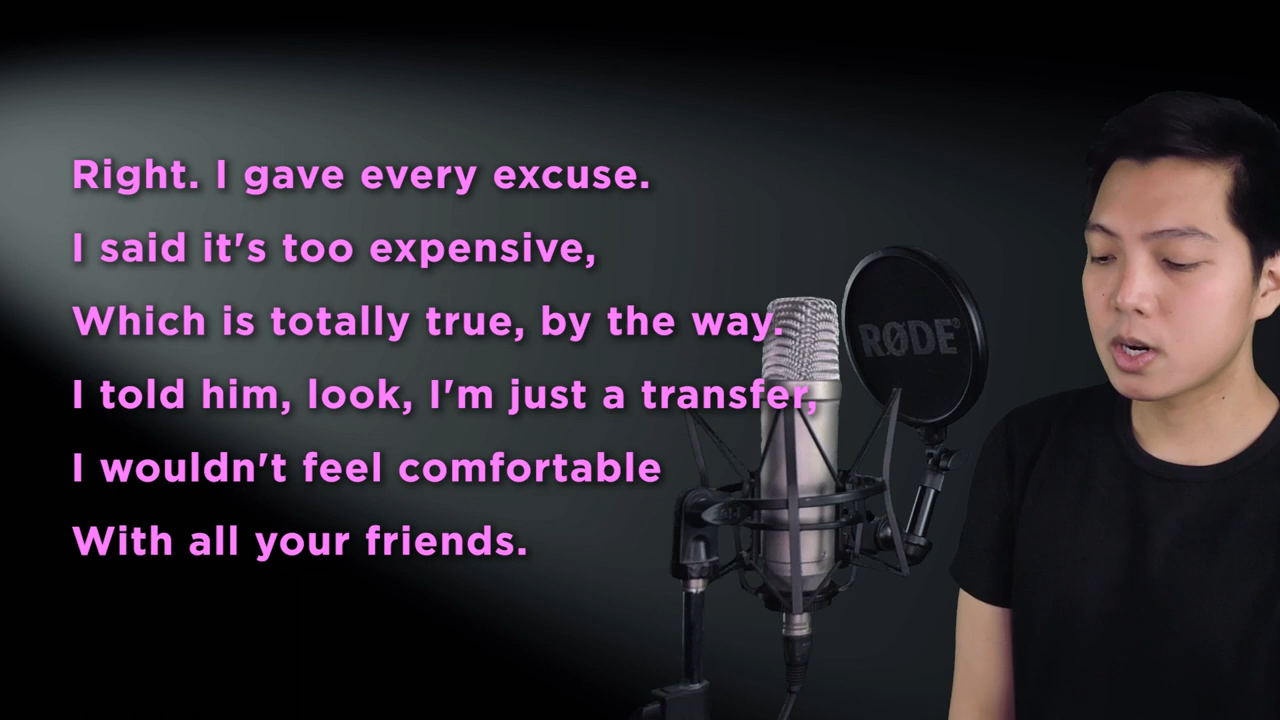 Right. I gave every excuse.
I said it's too expensive,
Which is totally true, by the way.
I told him, look, I'm just a transfer,
I wouldn't feel comfortable
With all your friends.
RØDE®